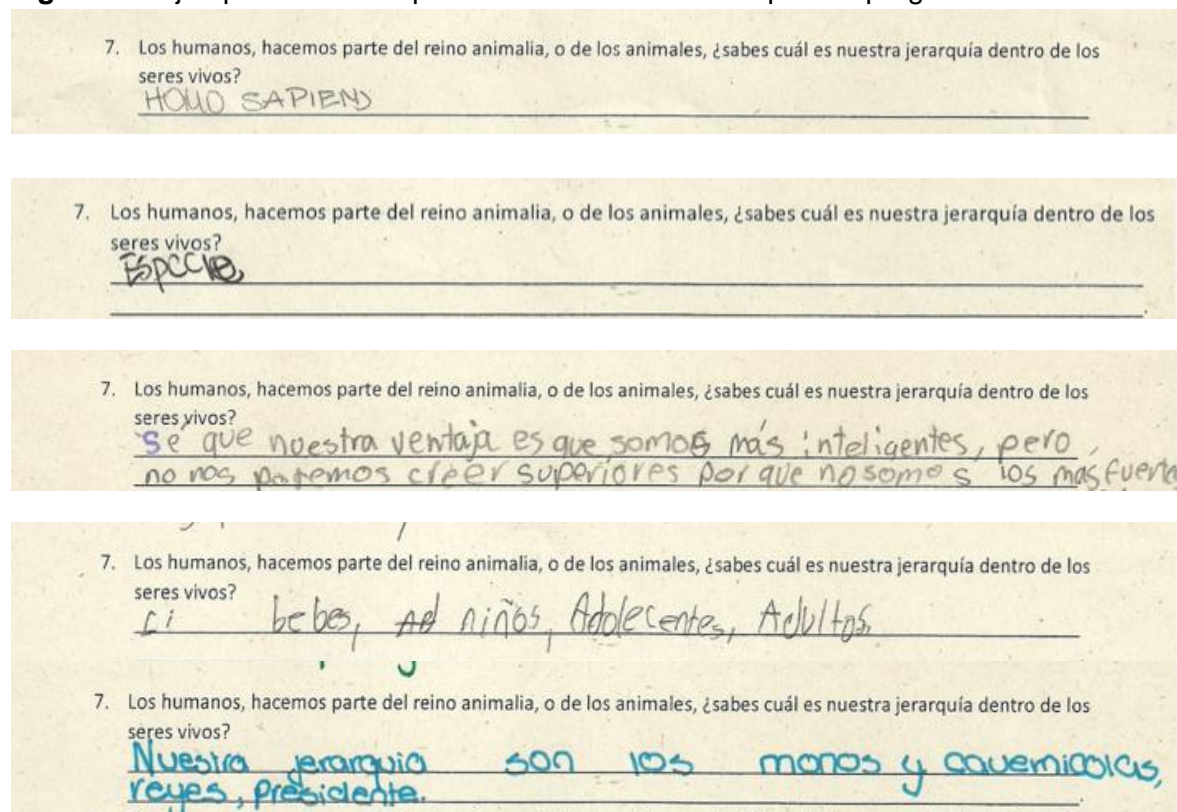 7. Los humanos, hacemos parte del reino animalia, o de los animales, ¿sabes cuál es nuestra jerarquía dentro de los
seres vivos?
HOMO SAPIENS
7. Los humanos, hacemos parte del reino animalia, o de los animales, ¿sabes cuál es nuestra jerarquía dentro de los
seres vivos?
Especie
7. Los humanos, hacemos parte del reino animalia, o de los animales, ¿sabes cuál es nuestra jerarquía dentro de los
seres vivos?
Sé que nuestra ventaja es que somos más inteligentes, pero
no nos podemos creer superiores por que no somos los mas fuerte
7. Los humanos, hacemos parte del reino animalia, o de los animales, ¿sabes cuál es nuestra jerarquía dentro de los
seres vivos?
ci bebes, niños, Adolecentes, Adultos,
7. Los humanos, hacemos parte del reino animalia, o de los animales, ¿sabes cuál es nuestra jerarquía dentro de los
seres vivos?
Nuestra jerarquia son los monos y cavernicolas,
reyes, presidente.